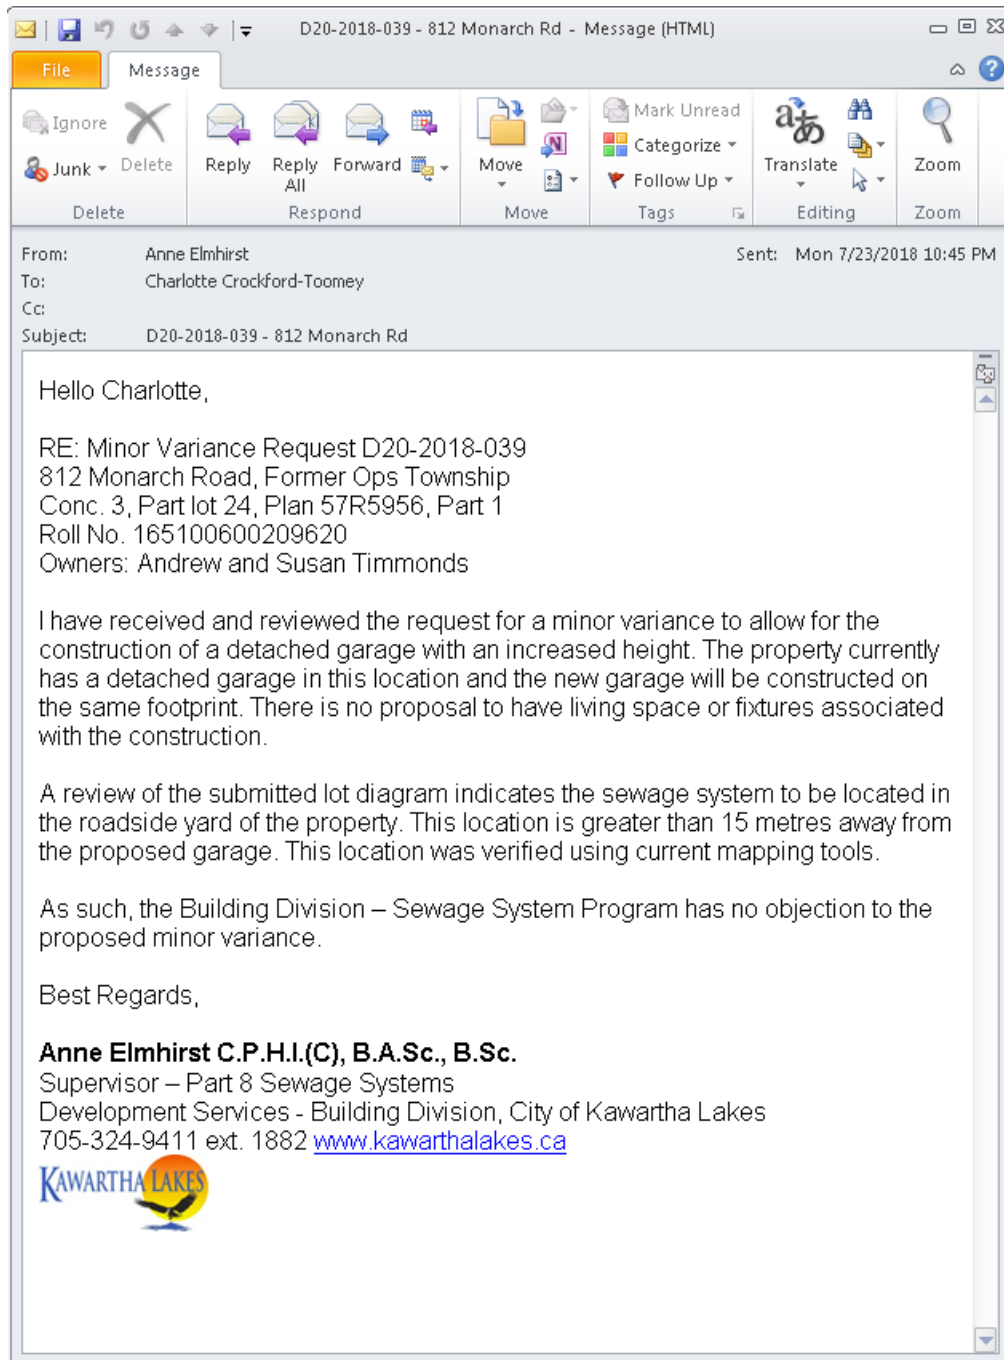 D20-2018-039 - 812 Monarch Rd - Message (HTML)
File Message
Ignore
Junk Delete
Reply Reply All Forward
Move
Mark Unread
Categorize
Follow Up
Translate
Zoom
Delete Respond Move Tags Editing Zoom
From: Anne Elmhirst Sent: Mon 7/23/2018 10:45 PM
To: Charlotte Crockford-Toomey
Cc:
Subject: D20-2018-039 - 812 Monarch Rd
Hello Charlotte,
RE: Minor Variance Request D20-2018-039
812 Monarch Road, Former Ops Township
Conc. 3, Part lot 24, Plan 57R5956, Part 1
Roll No. 165100600209620
Owners: Andrew and Susan Timmonds
I have received and reviewed the request for a minor variance to allow for the
construction of a detached garage with an increased height. The property currently
has a detached garage in this location and the new garage will be constructed on
the same footprint. There is no proposal to have living space or fixtures associated
with the construction.
A review of the submitted lot diagram indicates the sewage system to be located in
the roadside yard of the property. This location is greater than 15 metres away from
the proposed garage. This location was verified using current mapping tools.
As such, the Building Division – Sewage System Program has no objection to the
proposed minor variance.
Best Regards,
Anne Elmhirst C.P.H.I.(C), B.A.Sc., B.Sc.
Supervisor – Part 8 Sewage Systems
Development Services - Building Division, City of Kawartha Lakes
705-324-9411 ext. 1882 www.kawarthalakes.ca
KAWARTHA LAKES